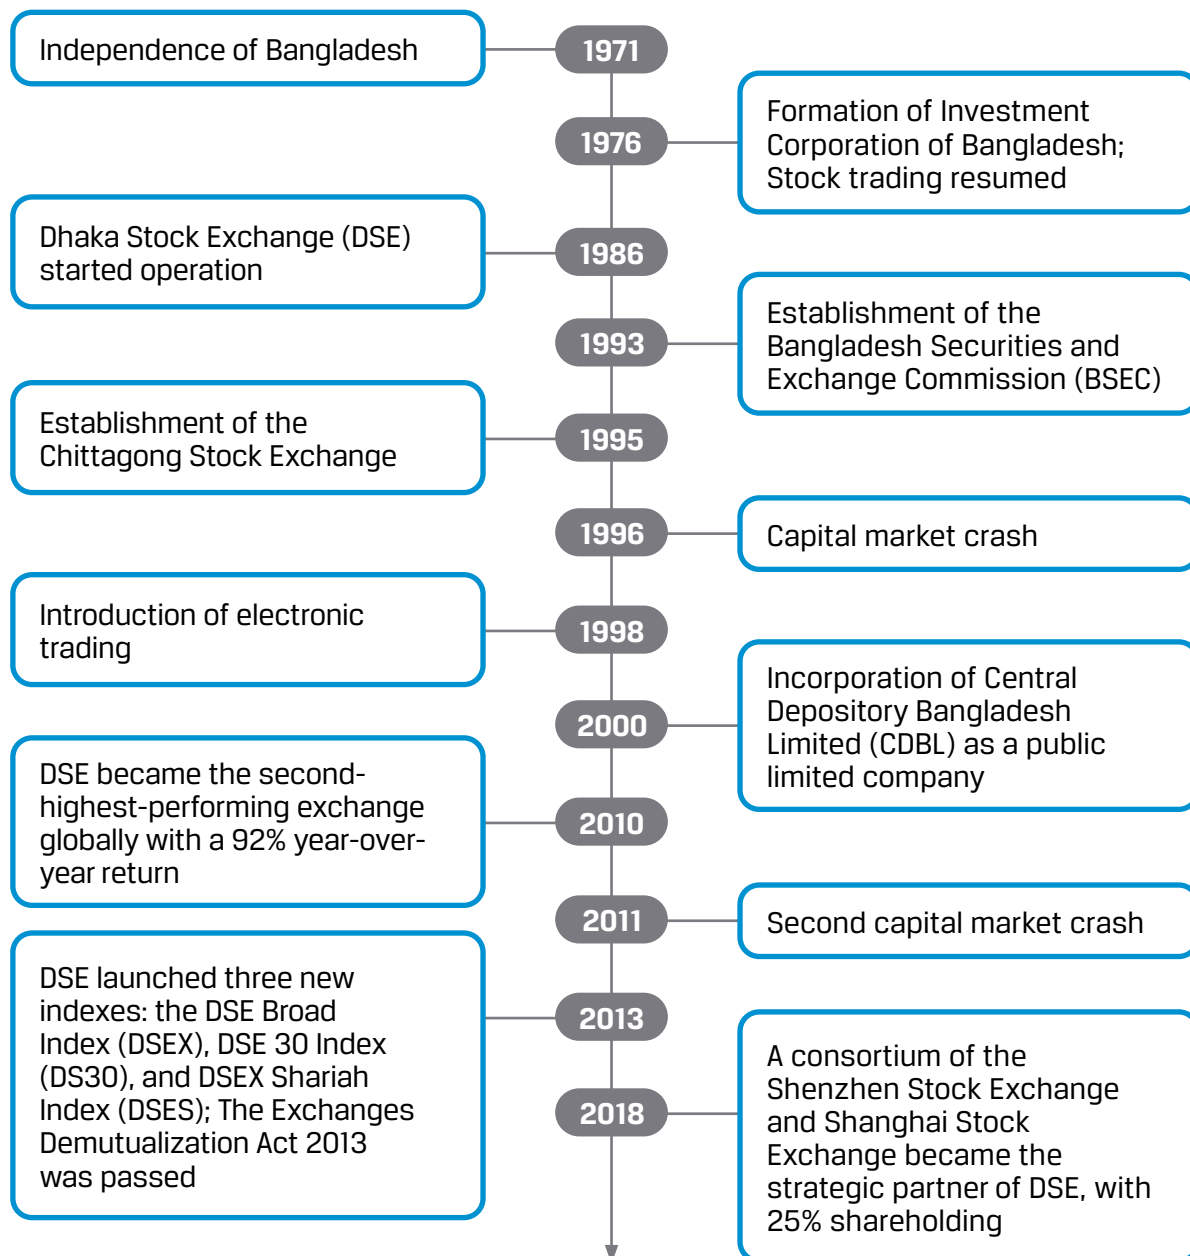 Independence of Bangladesh
1971
1976
Formation of Investment
Corporation of Bangladesh;
Stock trading resumed
Dhaka Stock Exchange (DSE)
started operation
1986
1993
Establishment of the
Bangladesh Securities and
Exchange Commission (BSEC)
Establishment of the
Chittagong Stock Exchange
1995
1996
Capital market crash
Introduction of electronic
trading
1998
2000
Incorporation of Central
Depository Bangladesh
Limited (CDBL) as a public
limited company
DSE became the second-
highest-performing exchange
globally with a 92% year-over-
year return
2010
2011
Second capital market crash
DSE launched three new
indexes: the DSE Broad
Index (DSEX), DSE 30 Index
(DS30), and DSEX Shariah
Index (DSES); The Exchanges
Demutualization Act 2013
was passed
2013
2018
A consortium of the
Shenzhen Stock Exchange
and Shanghai Stock
Exchange became the
strategic partner of DSE, with
25% shareholding